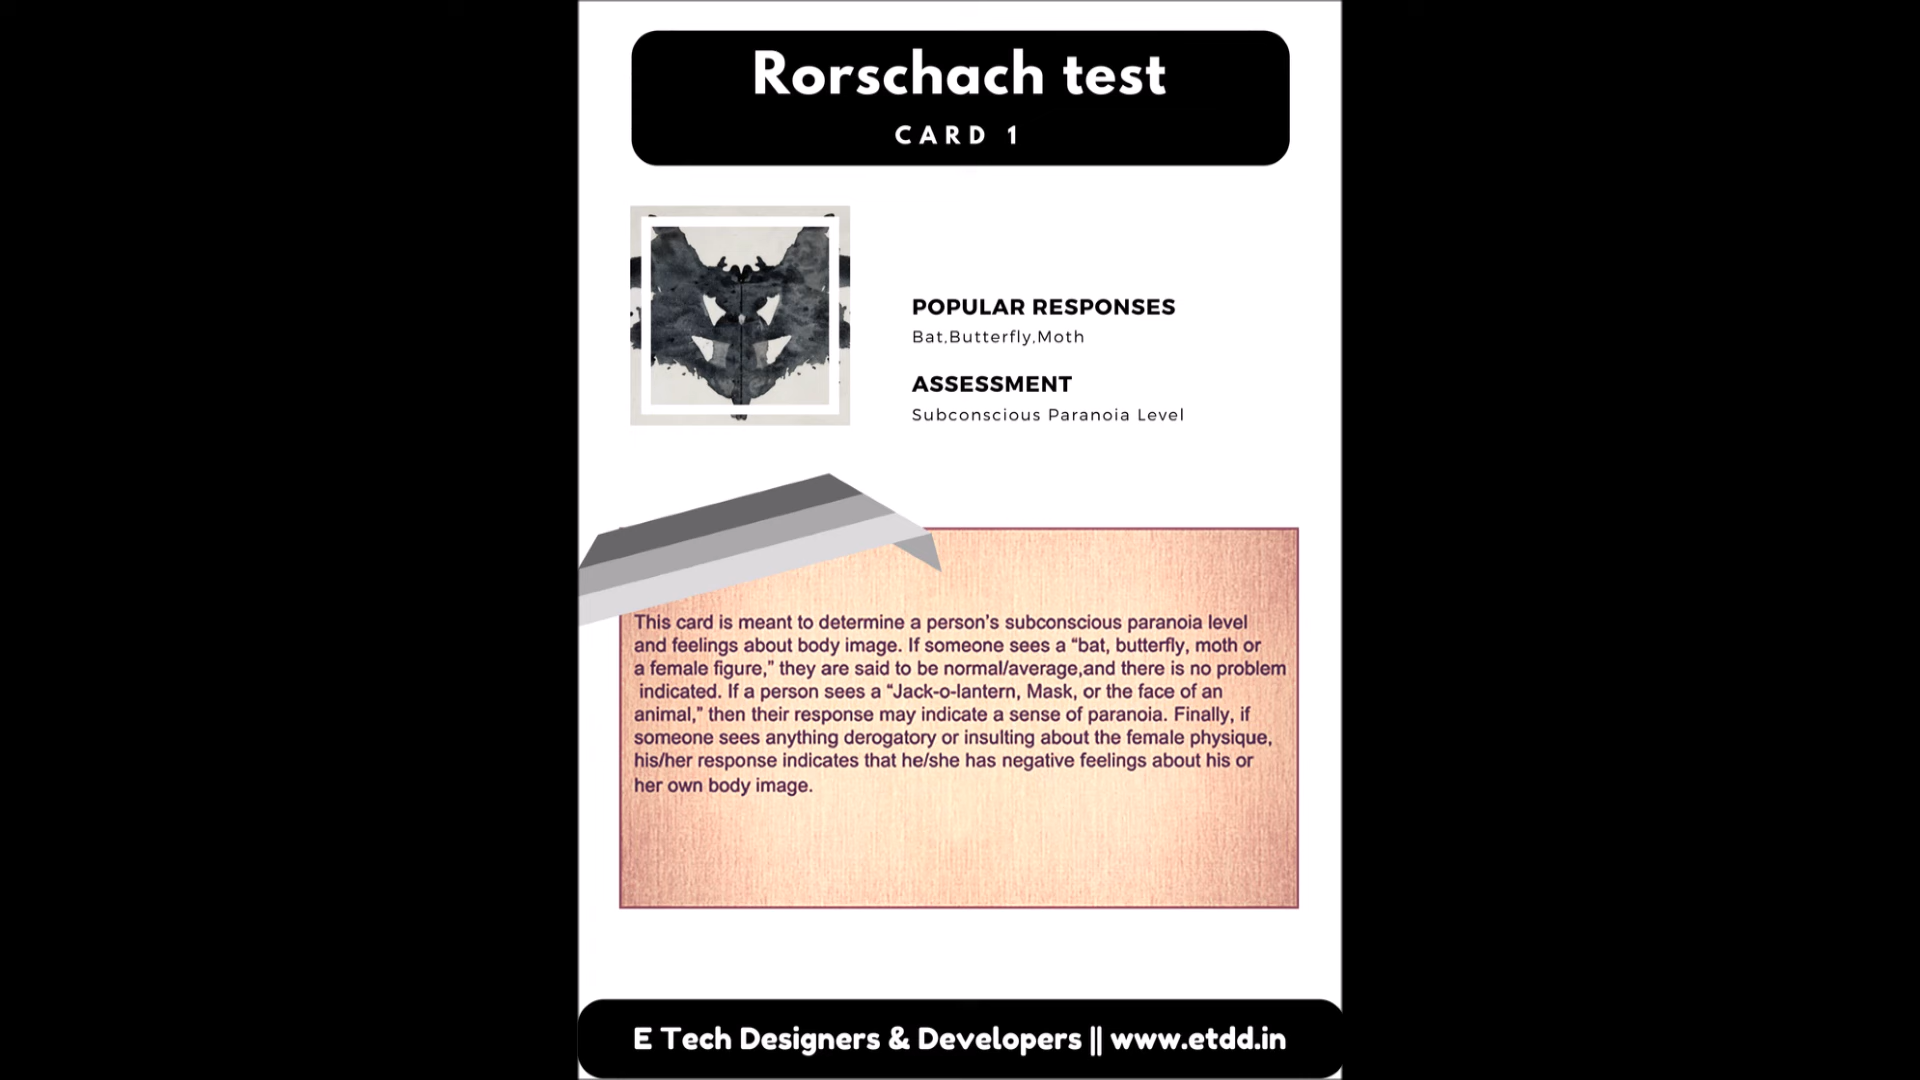 Rorschach test
CARD 1
POPULAR RESPONSES
Bat,Butterfly,Moth
ASSESSMENT
Subconscious Paranoia Level
This card is meant to determine a person’s subconscious paranoia level
and feelings about body image. If someone sees a “bat, butterfly, moth or
a female figure,” they are said to be normal/average,and there is no problem
indicated. If a person sees a “Jack-o-lantern, Mask, or the face of an
animal,” then their response may indicate a sense of paranoia. Finally, if
someone sees anything derogatory or insulting about the female physique,
his/her response indicates that he/she has negative feelings about his or
her own body image.
E Tech Designers & Developers || www.etdd.in